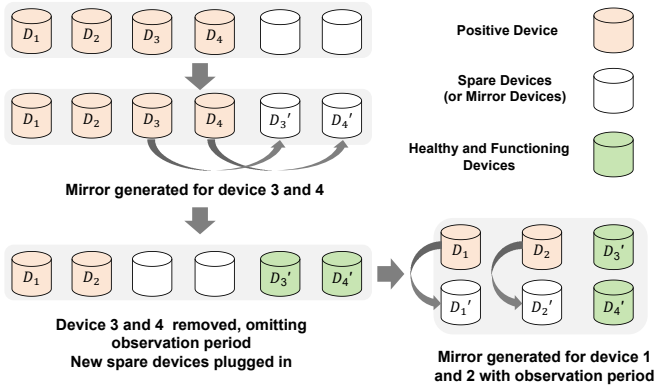 D₁ D₂ D₃ D₄
Positive Device
Spare Devices
(or Mirror Devices)
D₁ D₂ D₃ D₄ D₃′ D₄′
Healthy and Functioning
Devices
Mirror generated for device 3 and 4
D₁ D₂ D₃′ D₄′
D₁ D₂ D₃′
D₁′ D₂′ D₄′
Device 3 and 4 removed, omitting
observation period
New spare devices plugged in
Mirror generated for device 1
and 2 with observation period